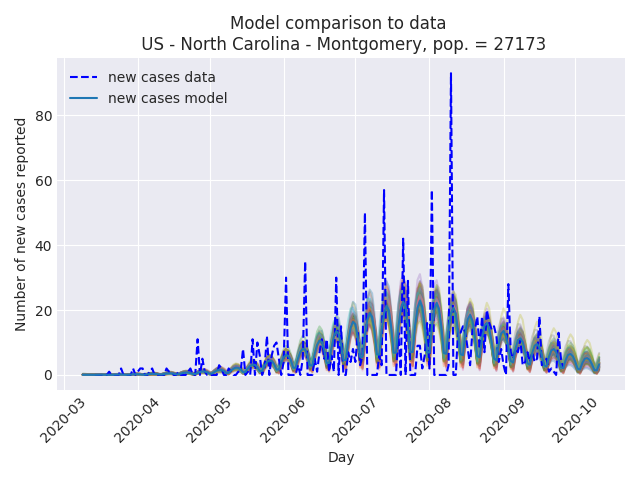 Model comparison to data
US - North Carolina - Montgomery, pop. = 27173
new cases data
new cases model
Number of new cases reported
80
60
40
20
0
2020-03
2020-04
2020-05
2020-06
2020-07
2020-08
2020-09
2020-10
Day